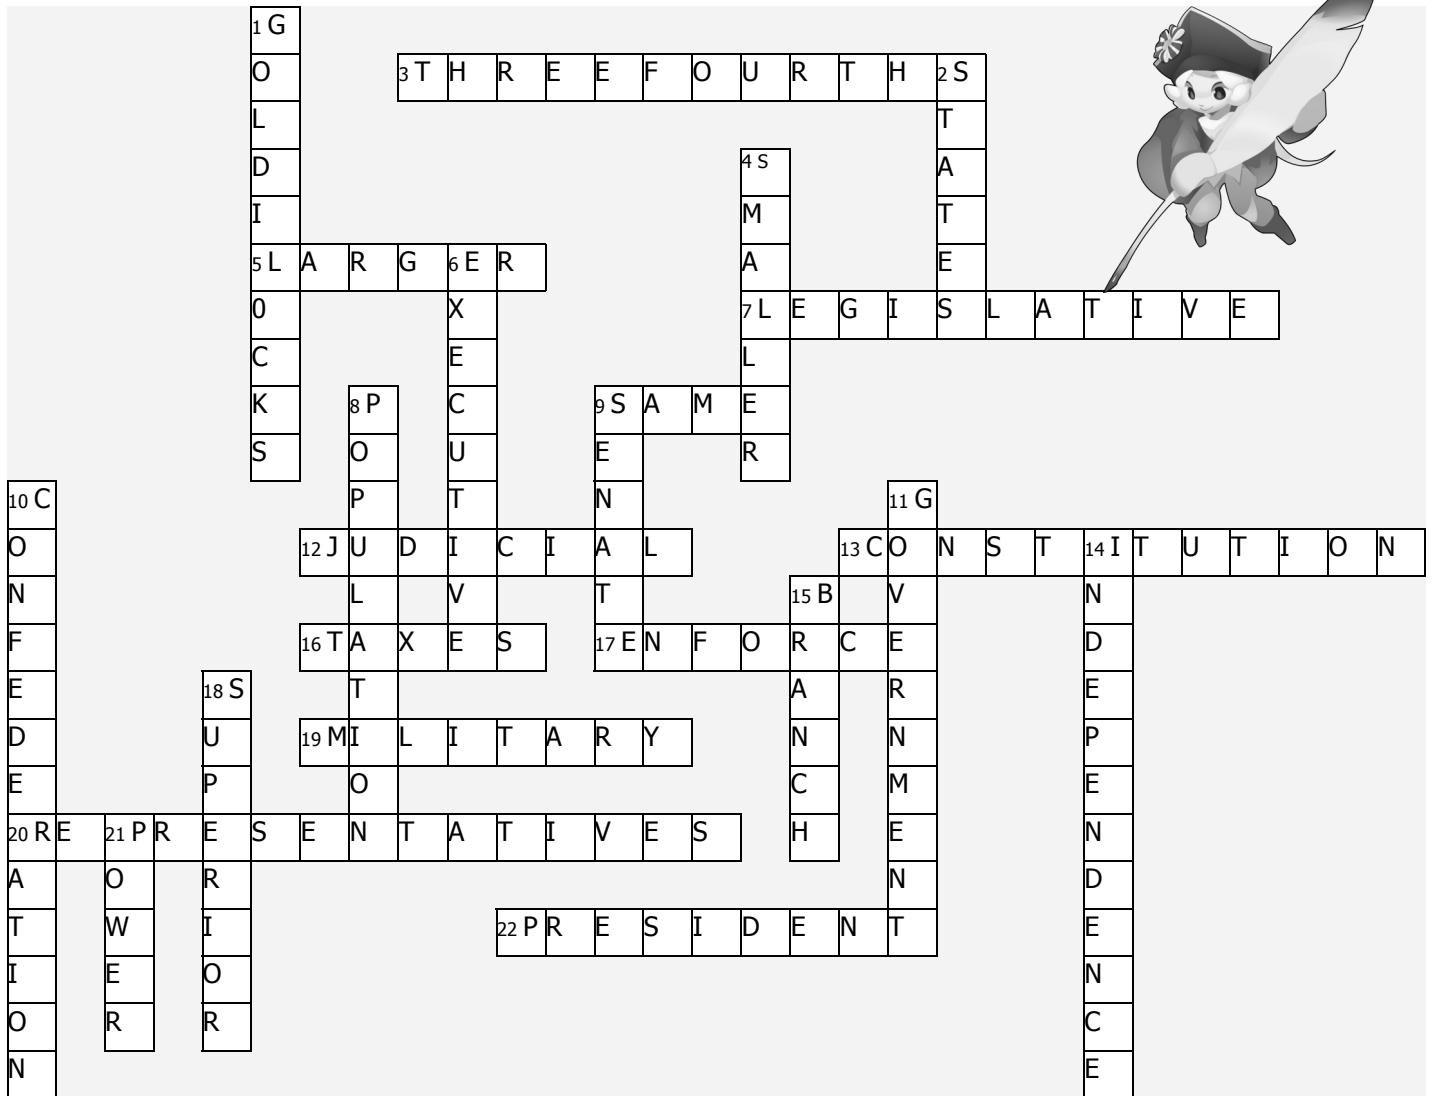 1 G
O 3 T H R E E F O U R T H 2 S
L T
D 4 S A
I M T
5 L A R G 6 E R A E
0 X 7 L E G I S L A T I V E
C E L
K 8 P C 9 S A M E
S O U E R
10 C P T N 11 G
O 12 J U D I C I A L 13 C O N S T 14 I T U T I O N
N L V T 15 B V N
F 16 T A X E S 17 E N F O R C E D
E 18 S T A R E
D U 19 M I L I T A R Y N N P
E P O C M E
20 R E 21 P R E S E N T A T I V E S H E N
A O R N D
T W I 22 P R E S I D E N T E
I E O N
O R R C
N E